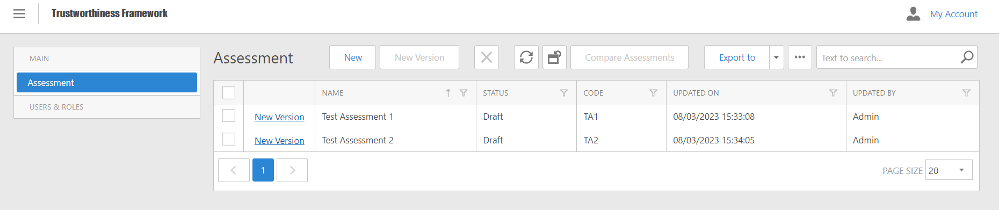 Trustworthiness Framework
My Account
MAIN
Assessment
USERS & ROLES
Assessment
New
New Version
Compare Assessments
Export to
Text to search...
NAME STATUS CODE UPDATED ON UPDATED BY
New Version Test Assessment 1 Draft TA1 08/03/2023 15:33:08 Admin
New Version Test Assessment 2 Draft TA2 08/03/2023 15:34:05 Admin
1
PAGE SIZE 20